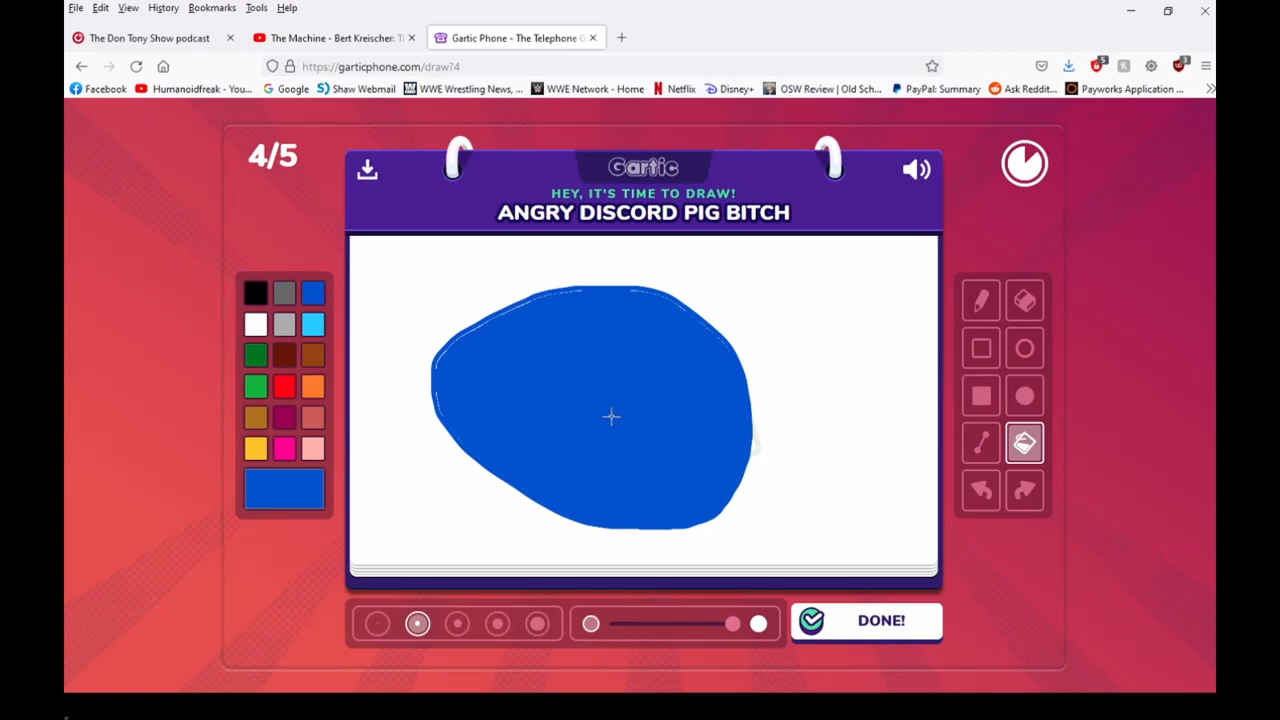 File Edit View History Bookmarks Tools Help
The Don Tony Show podcast
The Machine - Bert Kreischer: T
Gartic Phone - The Telephone G
https://garticphone.com/draw?4
5
3
Facebook
Humanoidfreak - You...
Google
Shaw Webmail
WWE Wrestling News, ...
WWE Network - Home
Netflix
Disney+
OSW Review | Old Sch...
PayPal: Summary
Ask Reddit...
Payworks Application ...
4/5
Gartic
HEY, IT'S TIME TO DRAW!
ANGRY DISCORD PIG BITCH
DONE!